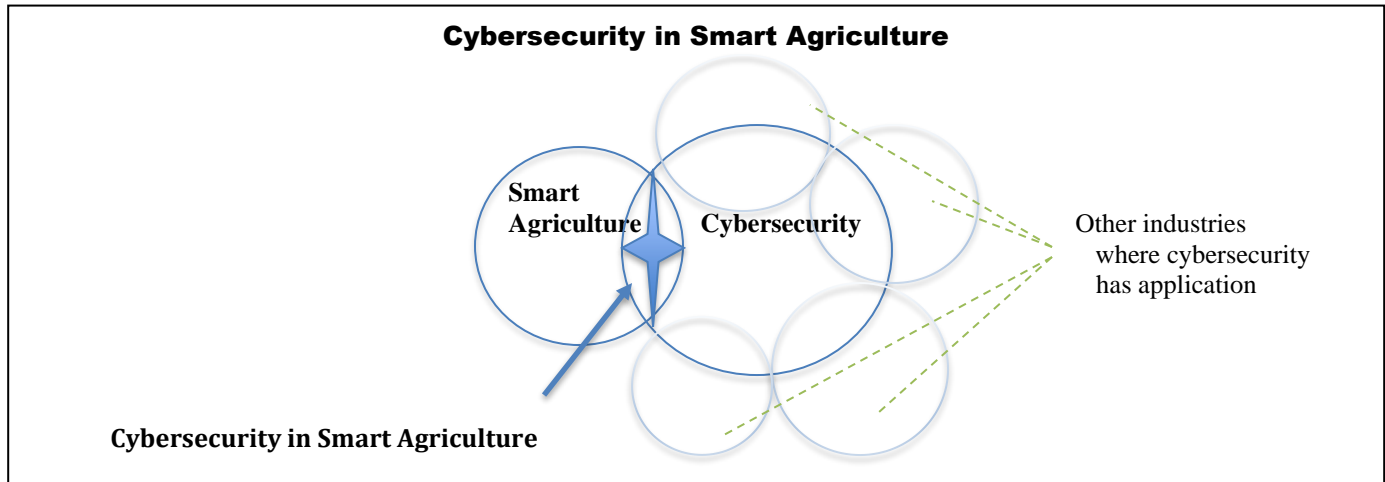 Cybersecurity in Smart Agriculture
Smart
Agriculture
Cybersecurity
Other industries
where cybersecurity
has application
Cybersecurity in Smart Agriculture